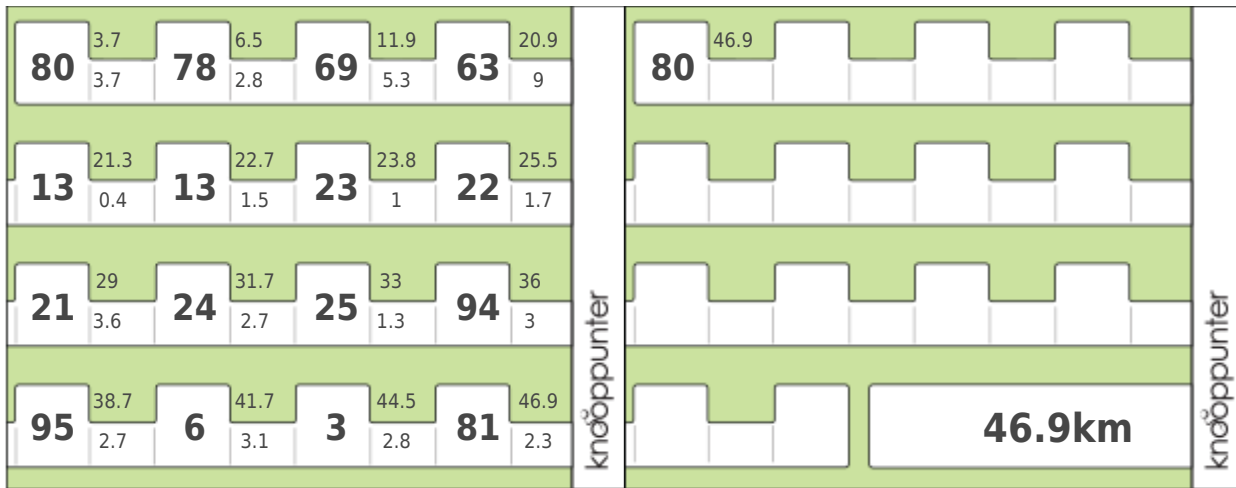 80 3.7 3.7 78 6.5 2.8 69 11.9 5.3 63 20.9 9
13 21.3 0.4 13 22.7 1.5 23 23.8 1 22 25.5 1.7
21 29 3.6 24 31.7 2.7 25 33 1.3 94 36 3
95 38.7 2.7 6 41.7 3.1 3 44.5 2.8 81 46.9 2.3
knooppunter
80 46.9
46.9km
knooppunter